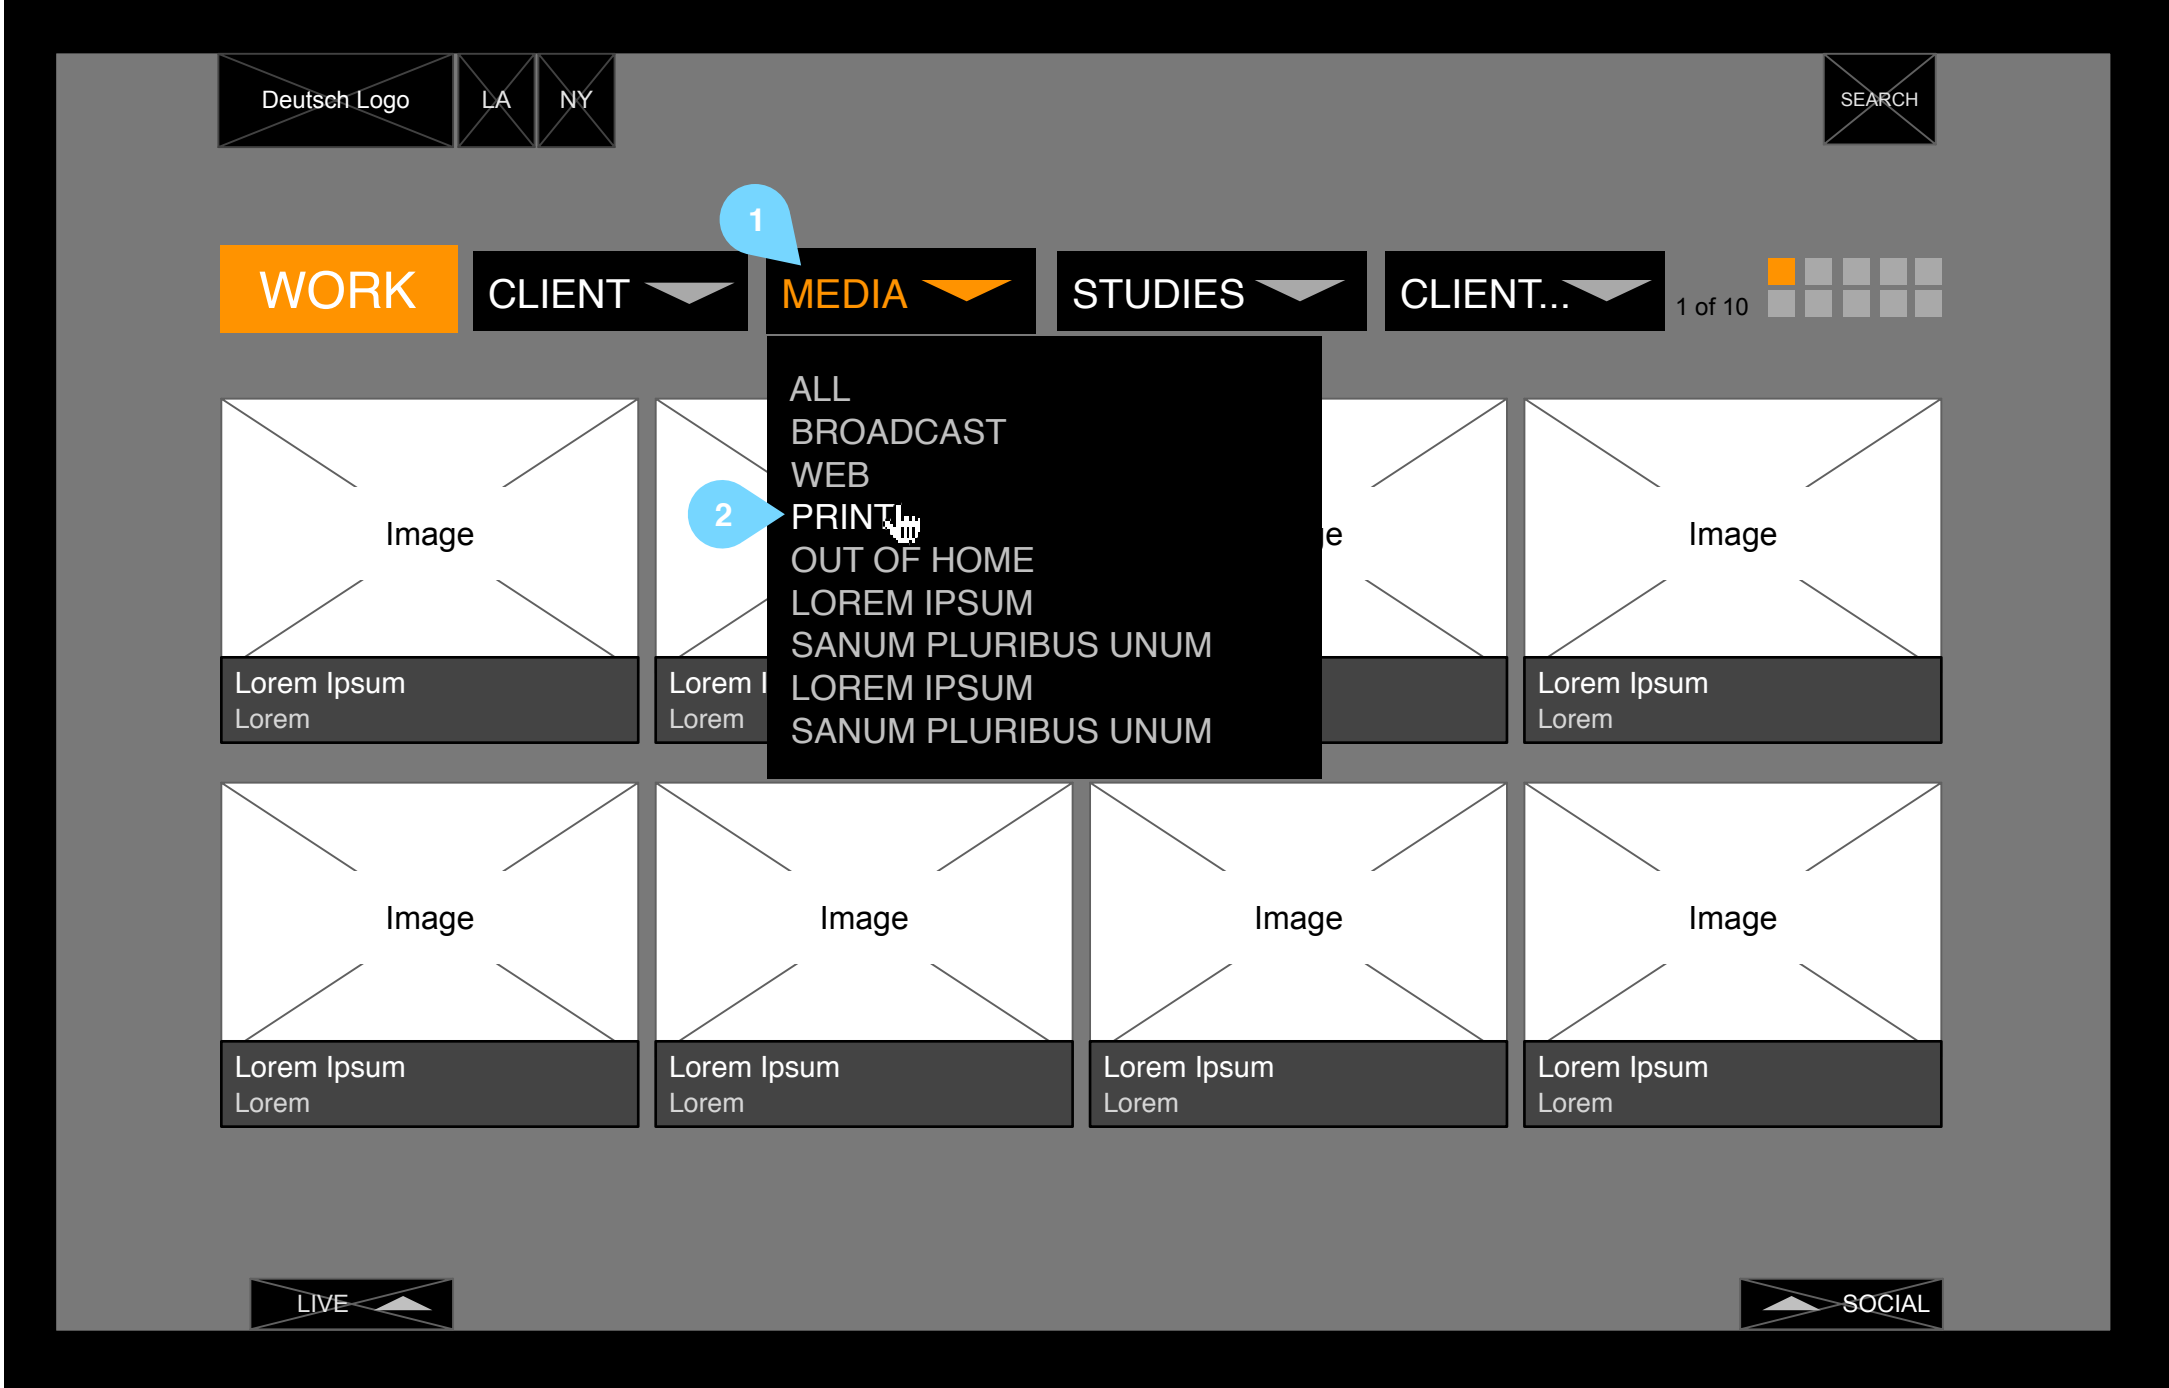 Deutsch Logo
LA
NY
SEARCH
1
WORK
CLIENT
MEDIA
STUDIES
CLIENT...
1 of 10
ALL
BROADCAST
WEB
2
PRINT
OUT OF HOME
LOREM IPSUM
SANUM PLURIBUS UNUM
LOREM IPSUM
SANUM PLURIBUS UNUM
Image
Image
Lorem Ipsum
Lorem
Lorem
Lorem
Lorem Ipsum
Lorem
Image
Image
Image
Image
Lorem Ipsum
Lorem
Lorem Ipsum
Lorem
Lorem Ipsum
Lorem
Lorem Ipsum
Lorem
LIVE
SOCIAL